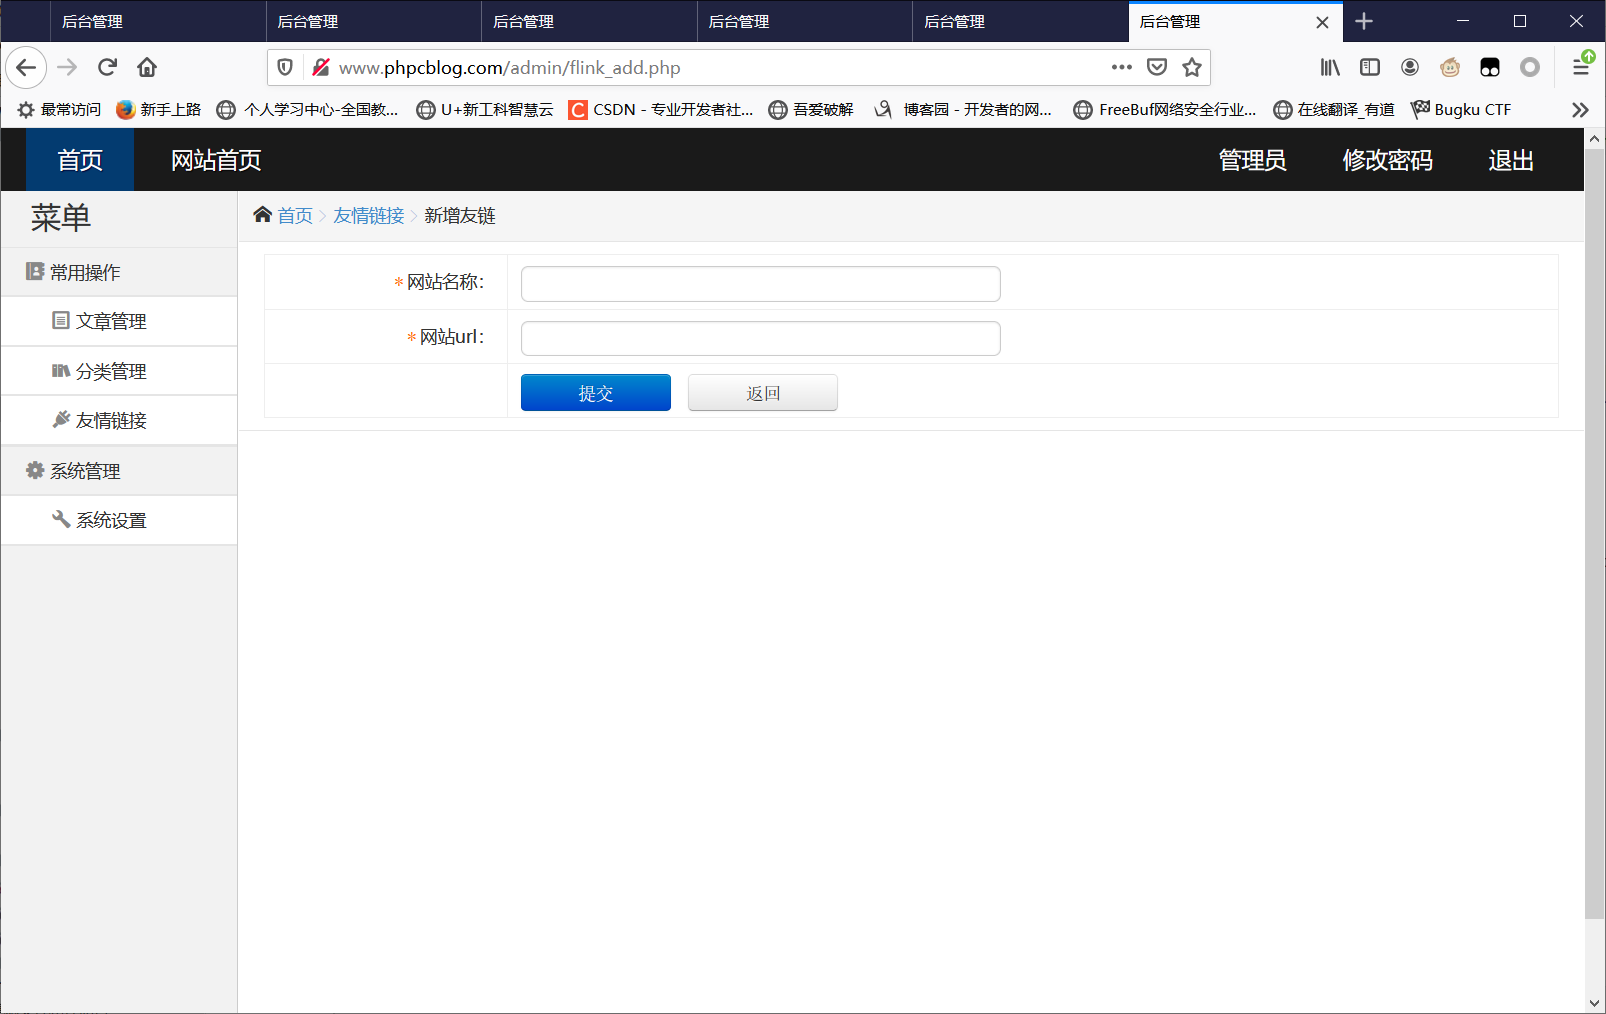 后台管理 后台管理 后台管理 后台管理 后台管理 后台管理
www.phpcblog.com/admin/flink_add.php
最常访问 新手上路 个人学习中心-全国教... U+新工科智慧云 CSDN - 专业开发者社... 吾爱破解 博客园 - 开发者的网... FreeBuf网络安全行业... 在线翻译_有道 Bugku CTF
首页 网站首页 管理员 修改密码 退出
菜单
首页 > 友情链接 > 新增友链
常用操作
文章管理
分类管理
友情链接
系统管理
系统设置
*网站名称:
*网站url:
提交 返回